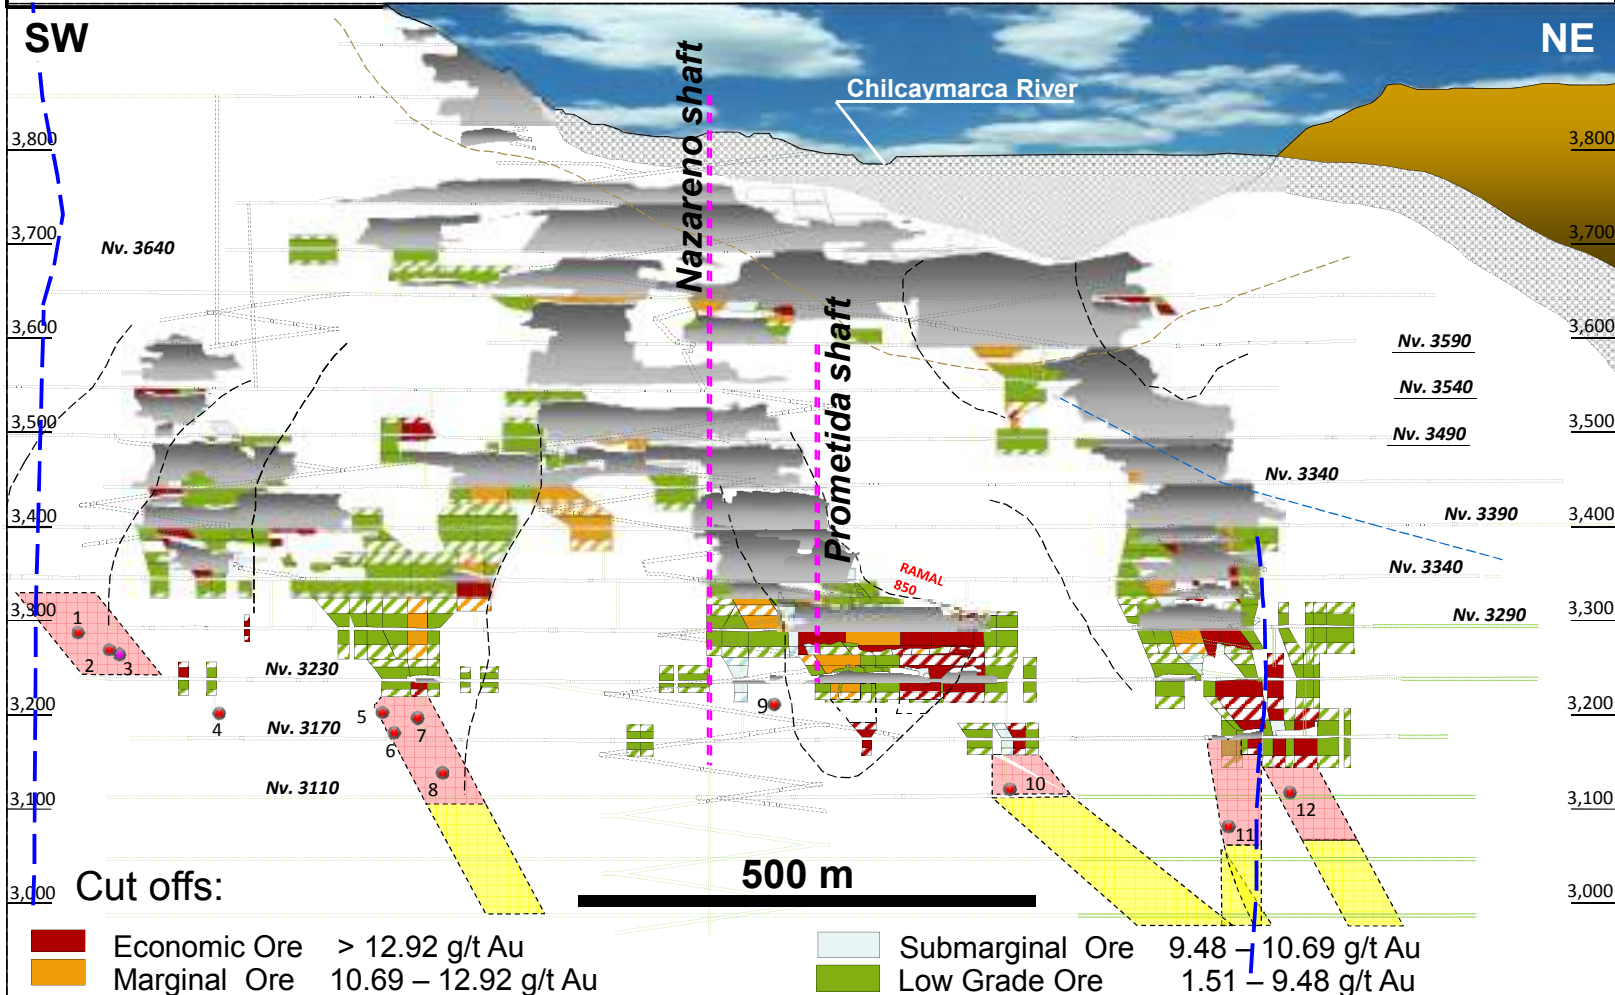 SW
NE
Chilcaymarca River
Nazareno shaft
Prometida shaft
3,800
3,800
3,700
3,700
Nv. 3640
3,600
3,600
Nv. 3590
Nv. 3540
3,500
3,500
Nv. 3490
Nv. 3340
3,400
3,400
Nv. 3390
RAMAL
850
Nv. 3340
3,300
3,300
Nv. 3290
1
2
3
Nv. 3230
3,200
3,200
4
5
6
7
8
9
Nv. 3170
Nv. 3110
3,100
3,100
10
11
12
500 m
3,000
3,000
Cut offs:
Economic Ore > 12.92 g/t Au
Marginal Ore 10.69 – 12.92 g/t Au
Submarginal Ore 9.48 – 10.69 g/t Au
Low Grade Ore 1.51 – 9.48 g/t Au